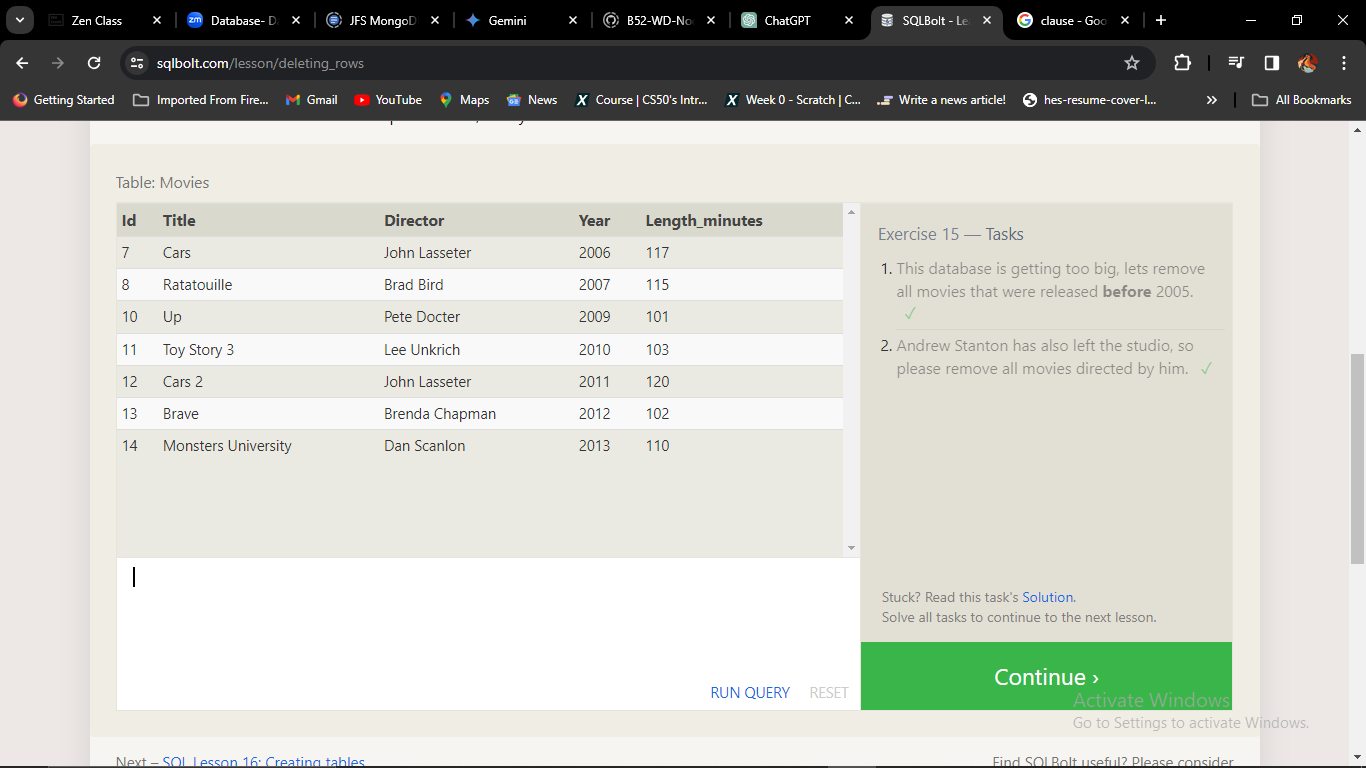 Zen Class
zm Database- D
JFS MongoD
Gemini
B52-WD-No
ChatGPT
SQLBolt - Le
clause - Goo
sqlbolt.com/lesson/deleting_rows
Getting Started
Imported From Fire...
Gmail
YouTube
Maps
News
X Course | CS50's Intr...
X Week 0 - Scratch | C...
Write a news article!
hes-resume-cover-l...
»
All Bookmarks
Table: Movies
Id Title Director Year Length_minutes
7 Cars John Lasseter 2006 117
8 Ratatouille Brad Bird 2007 115
10 Up Pete Docter 2009 101
11 Toy Story 3 Lee Unkrich 2010 103
12 Cars 2 John Lasseter 2011 120
13 Brave Brenda Chapman 2012 102
14 Monsters University Dan Scanlon 2013 110
RUN QUERY RESET
Exercise 15 — Tasks
1. This database is getting too big, lets remove
all movies that were released before 2005.
✓
2. Andrew Stanton has also left the studio, so
please remove all movies directed by him. ✓
Stuck? Read this task's Solution.
Solve all tasks to continue to the next lesson.
Continue ›
Activate Windows
Go to Settings to activate Windows.
Next – SQL Lesson 16: Creating tables
Find SQLBolt useful? Please consider